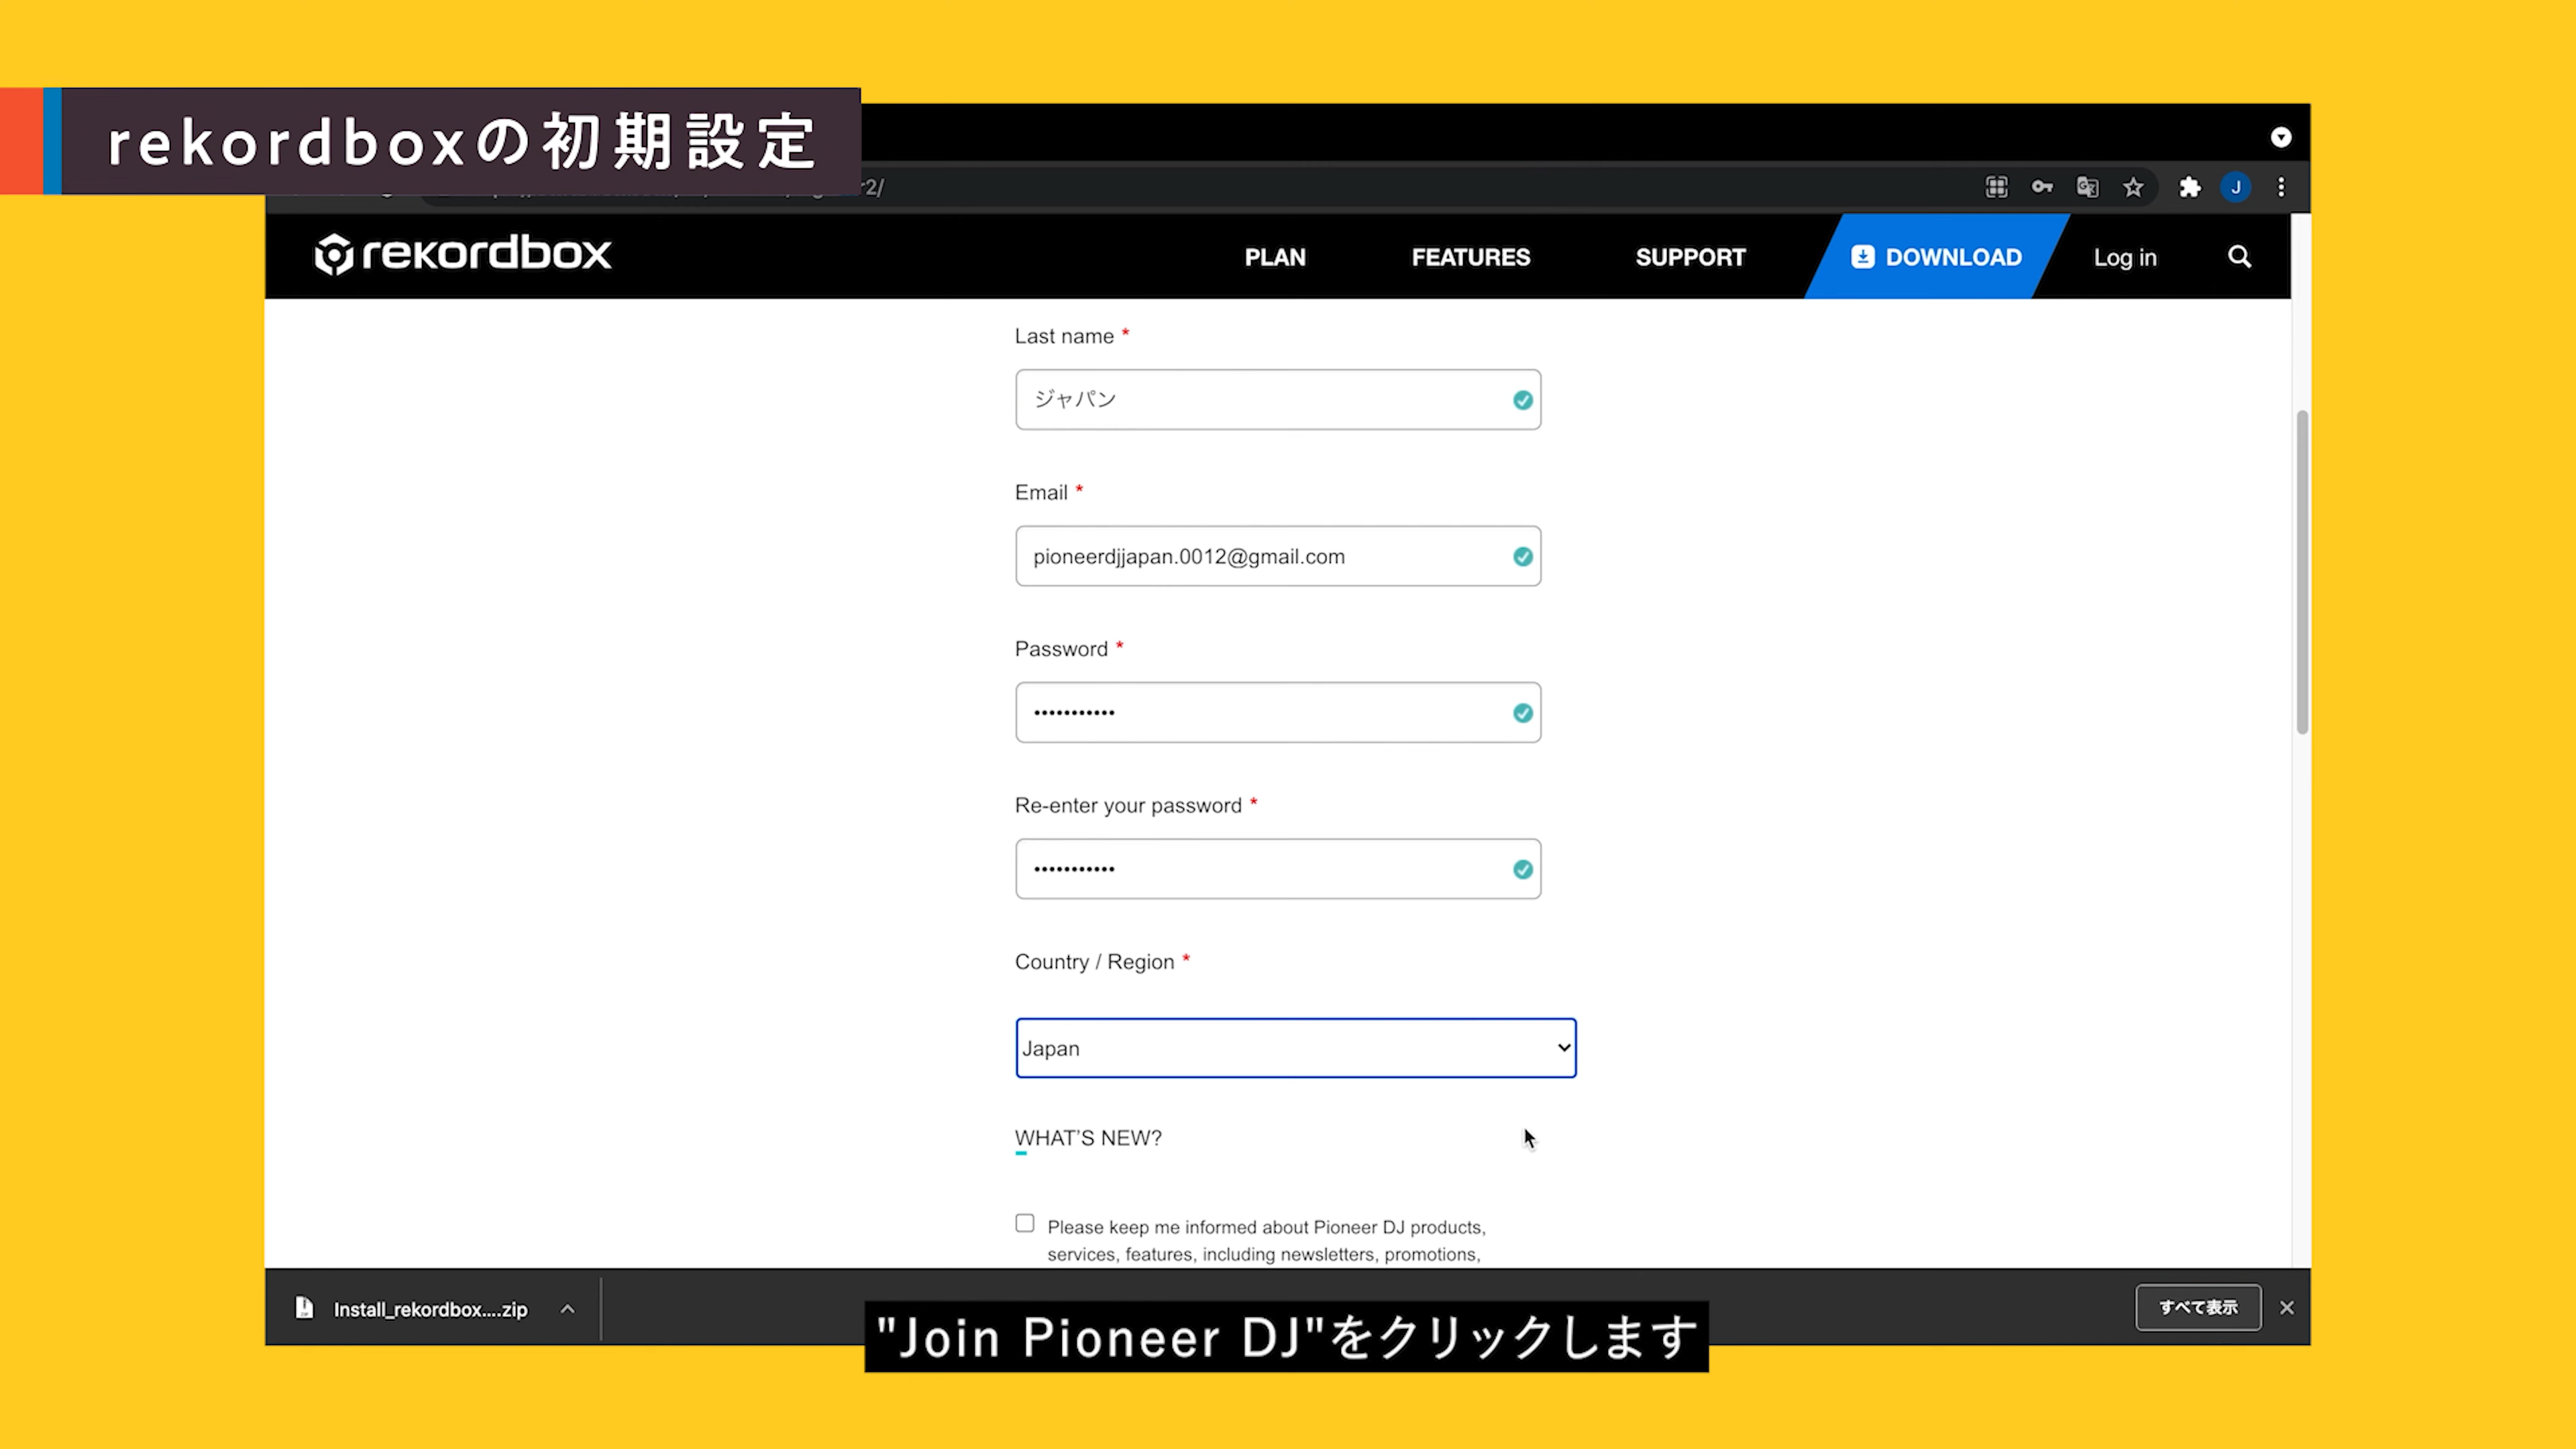 rekordboxの初期設定
r2/
J
rekordbox
PLAN
FEATURES
SUPPORT
DOWNLOAD
Log in
Last name *
ジャパン
Email *
pioneerdjjapan.0012@gmail.com
Password *
•••••••••••
Re-enter your password *
•••••••••••
Country / Region *
Japan
WHAT'S NEW?
Please keep me informed about Pioneer DJ products,
services, features, including newsletters, promotions,
Install_rekordbox....zip
すべて表示
"Join Pioneer DJ"をクリックします